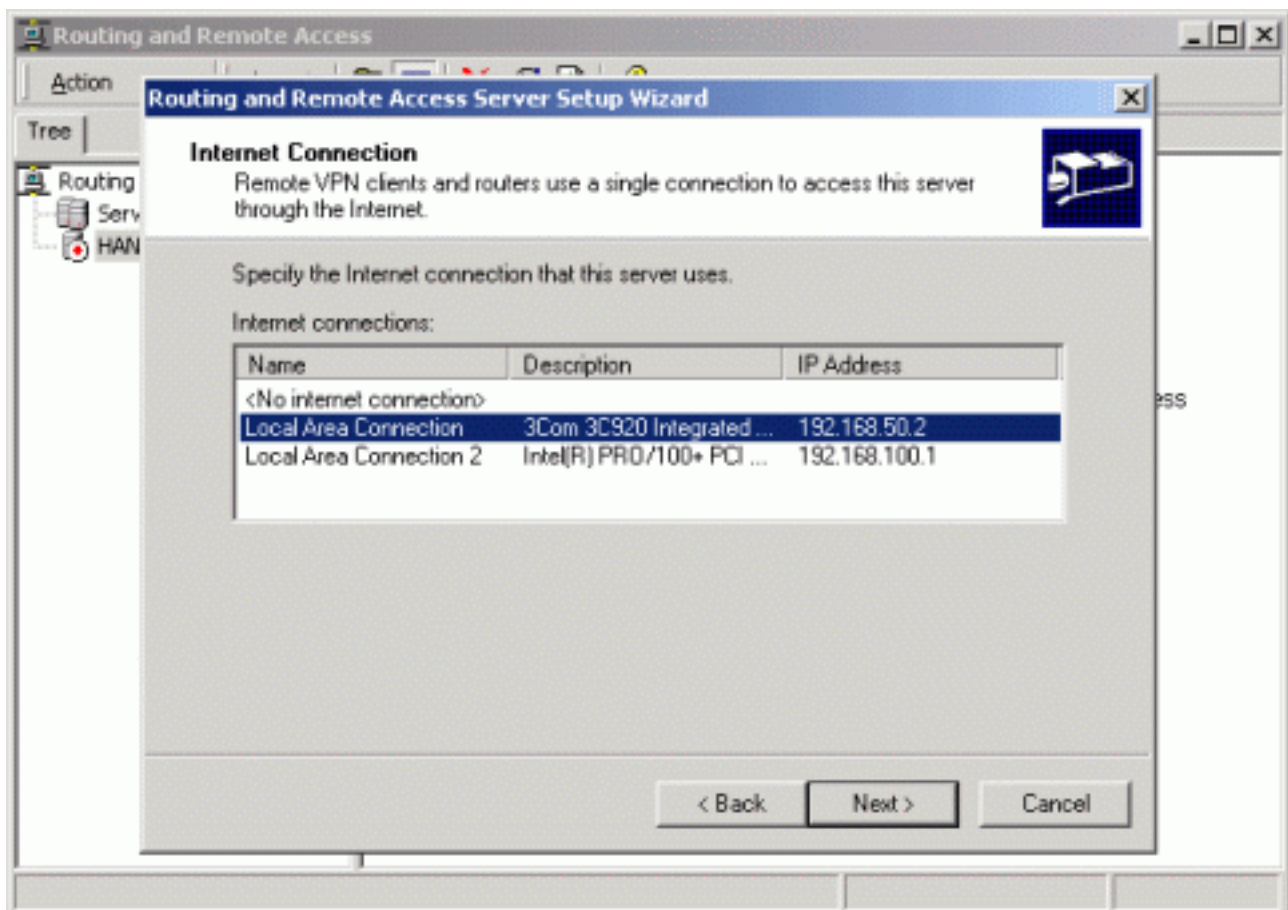 Routing and Remote Access
Action
Tree
Routing
Serv
HAN
Routing and Remote Access Server Setup Wizard
Internet Connection
Remote VPN clients and routers use a single connection to access this server
through the Internet.
Specify the Internet connection that this server uses.
Internet connections:
Name Description IP Address
<No internet connection>
Local Area Connection 3Com 3C920 Integrated ... 192.168.50.2
Local Area Connection 2 Intel(R) PRO/100+ PCI ... 192.168.100.1
ess
< Back Next > Cancel